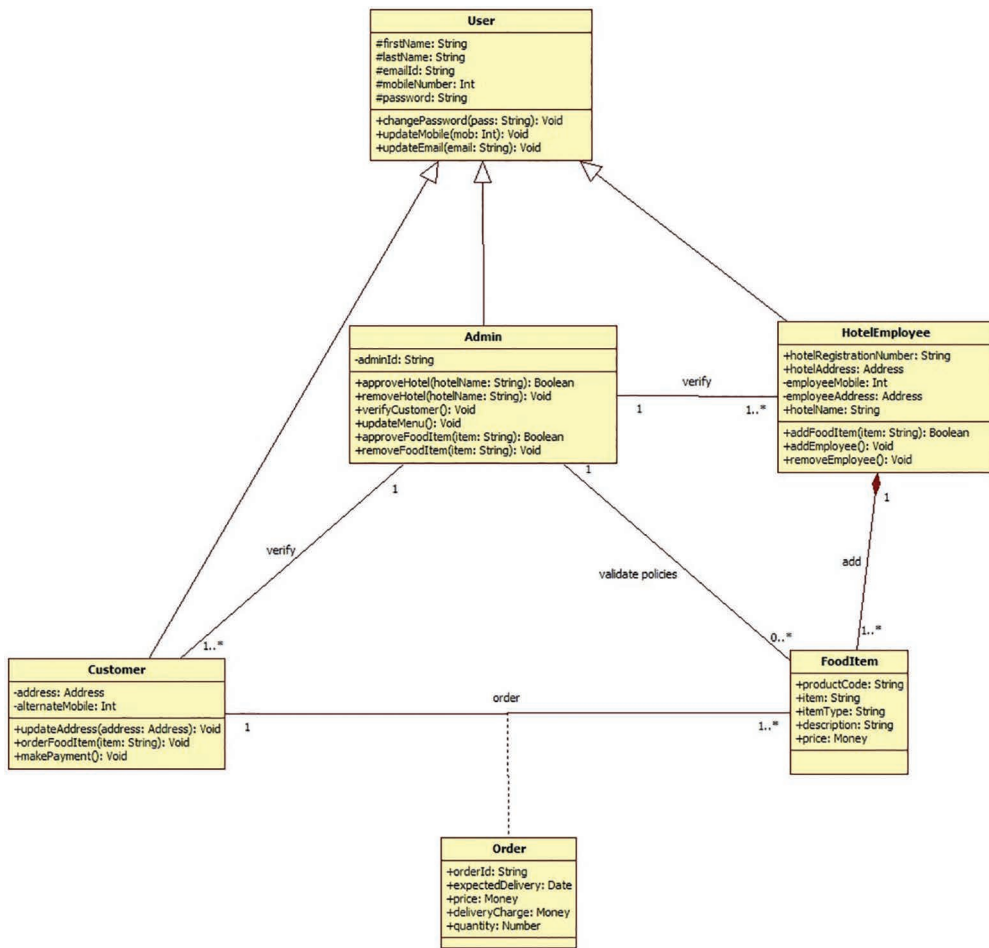 User
#firstName: String
#lastName: String
#emailId: String
#mobileNumber: Int
#password: String
+changePassword(pass: String): Void
+updateMobile(mob: Int): Void
+updateEmail(email: String): Void
Admin
-adminId: String
+approveHotel(hotelName: String): Boolean
+removeHotel(hotelName: String): Void
+verifyCustomer(): Void
+updateMenu(): Void
+approveFoodItem(item: String): Boolean
+removeFoodItem(item: String): Void
verify
1
1..*
HotelEmployee
+hotelRegistrationNumber: String
+hotelAddress: Address
-employeeMobile: Int
-employeeAddress: Address
+hotelName: String
+addFoodItem(item: String): Boolean
+addEmployee(): Void
+removeEmployee(): Void
1
verify
1..*
1
validate policies
0..*
1
add
1..*
Customer
-address: Address
-alternateMobile: Int
+updateAddress(address: Address): Void
+orderFoodItem(item: String): Void
+makePayment(): Void
order
1
1..*
FoodItem
+productCode: String
+item: String
+itemType: String
+description: String
+price: Money
Order
+orderId: String
+expectedDelivery: Date
+price: Money
+deliveryCharge: Money
+quantity: Number